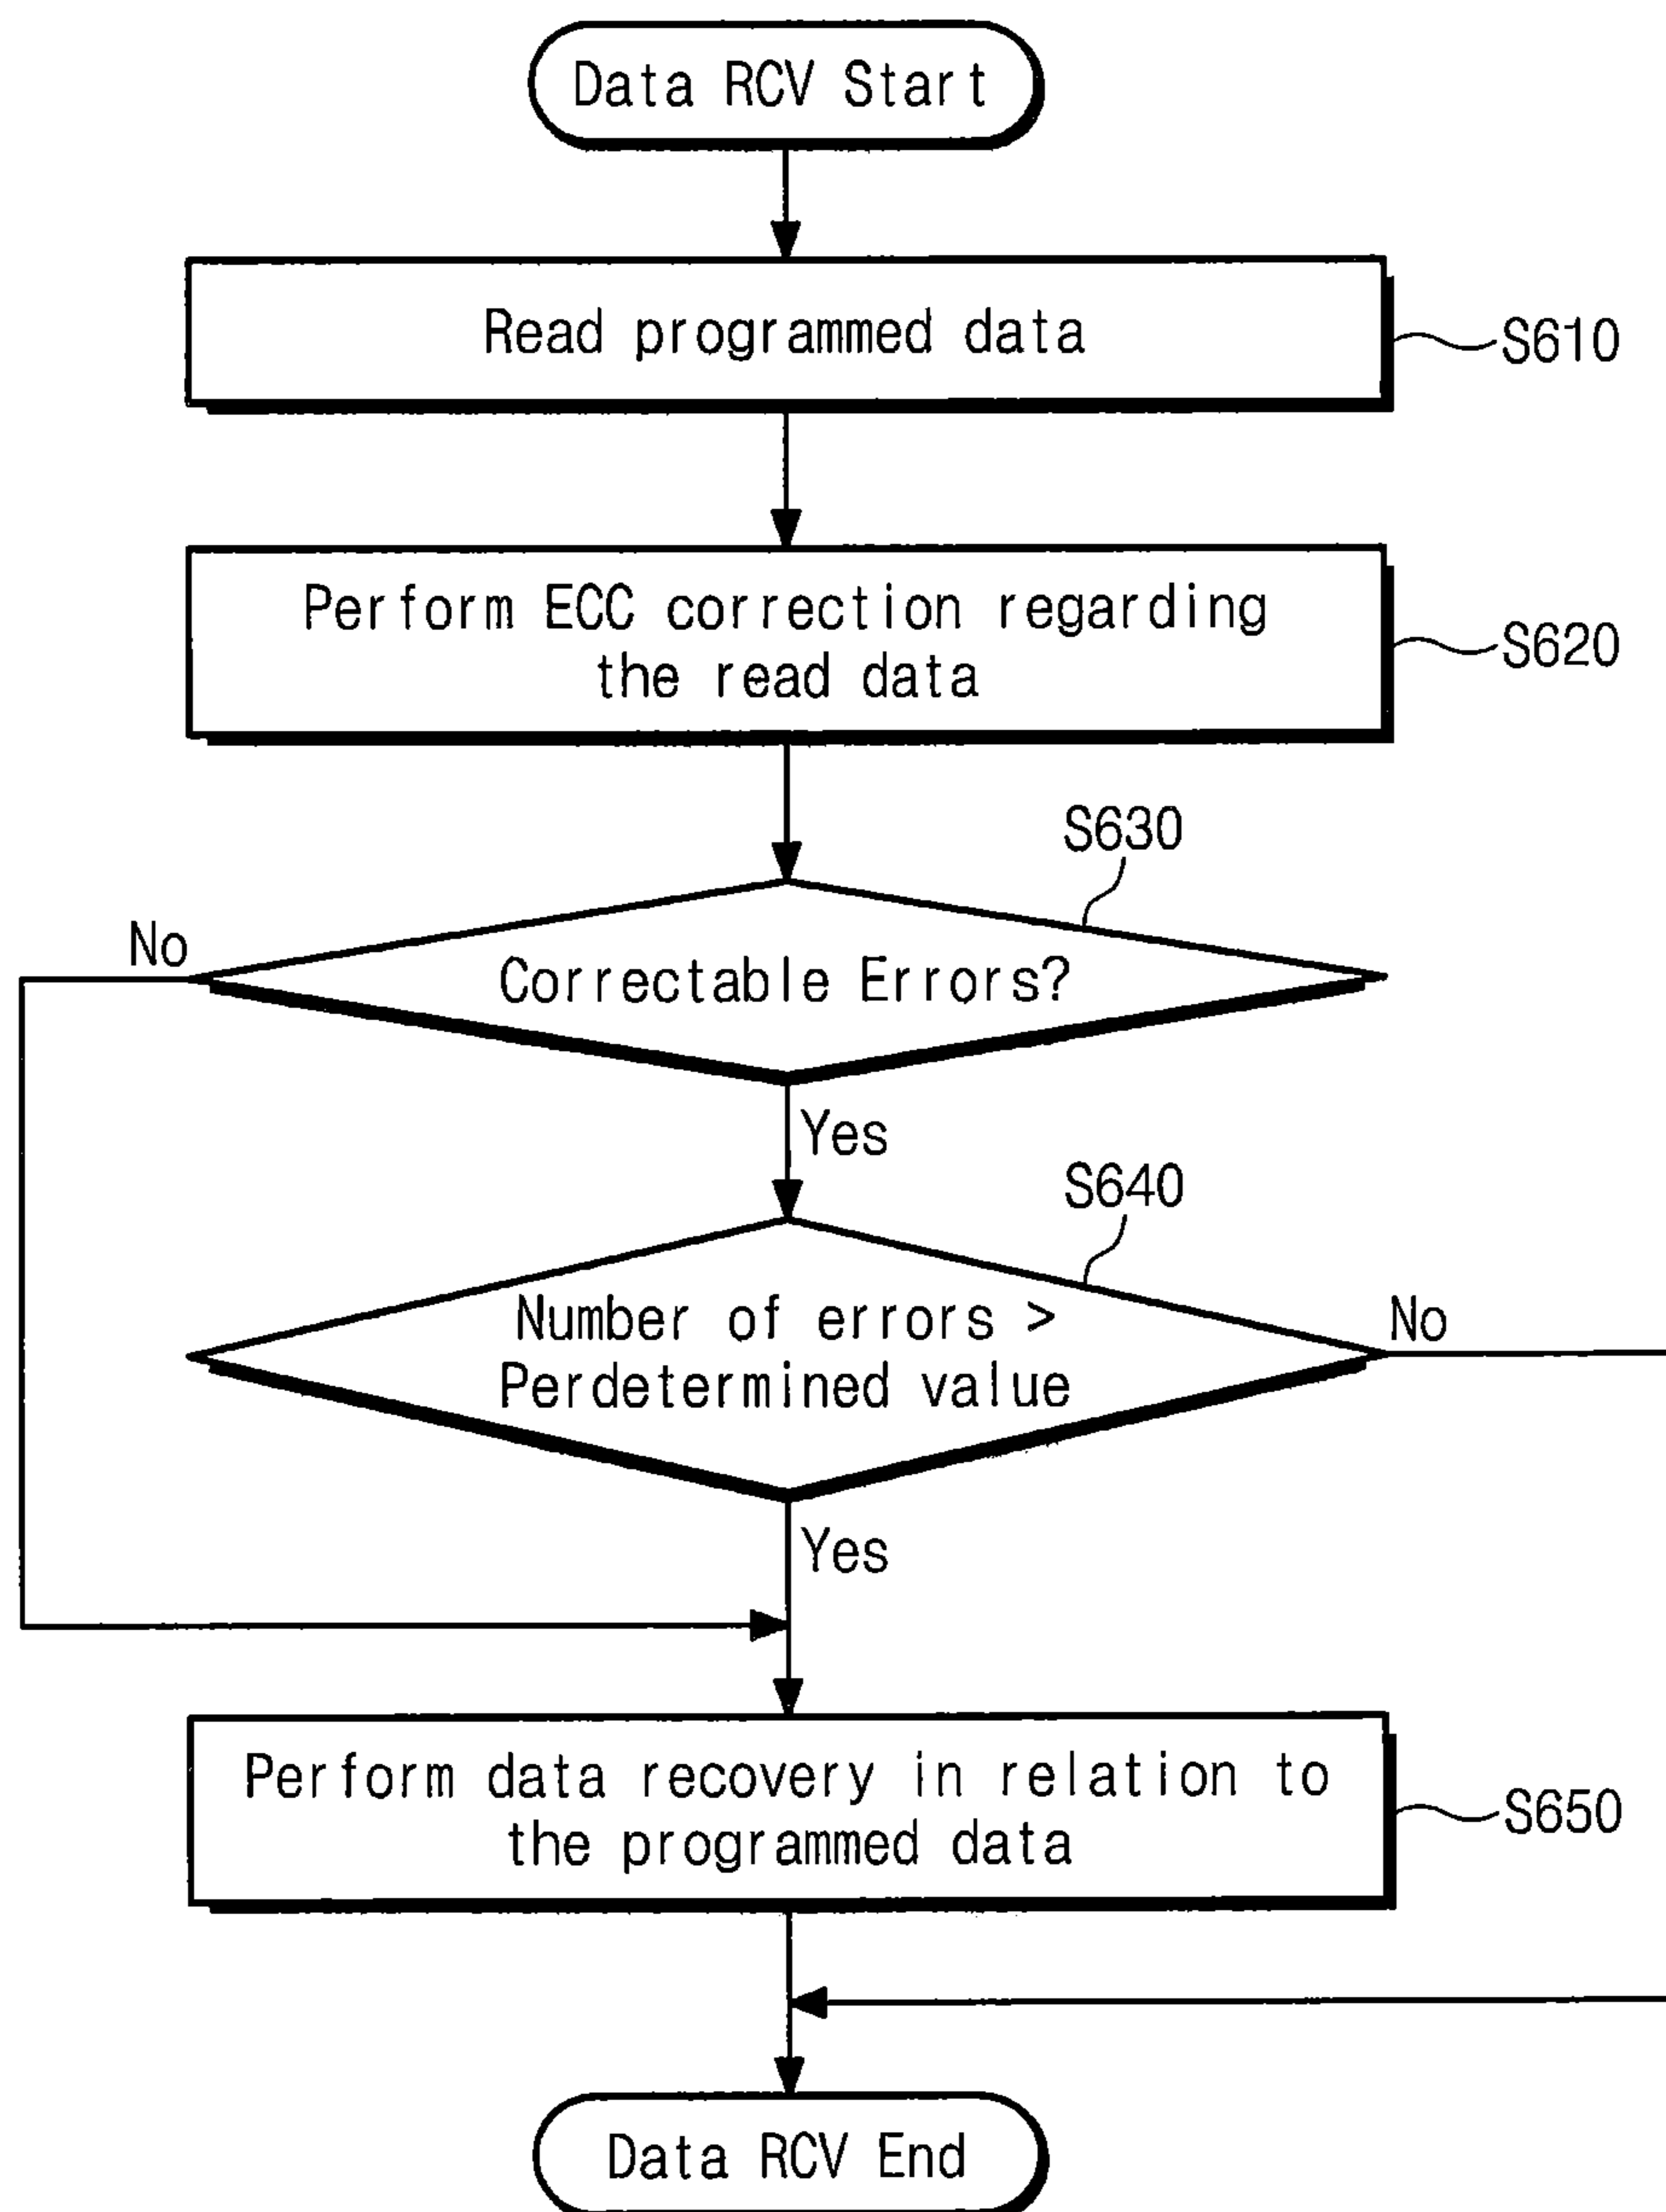 Data RCV Start
Read programmed data
S610
Perform ECC correction regarding
the read data
S620
S630
No
Correctable Errors?
Yes
S640
Number of errors >
Perdetermined value
No
Yes
Perform data recovery in relation to
the programmed data
S650
Data RCV End